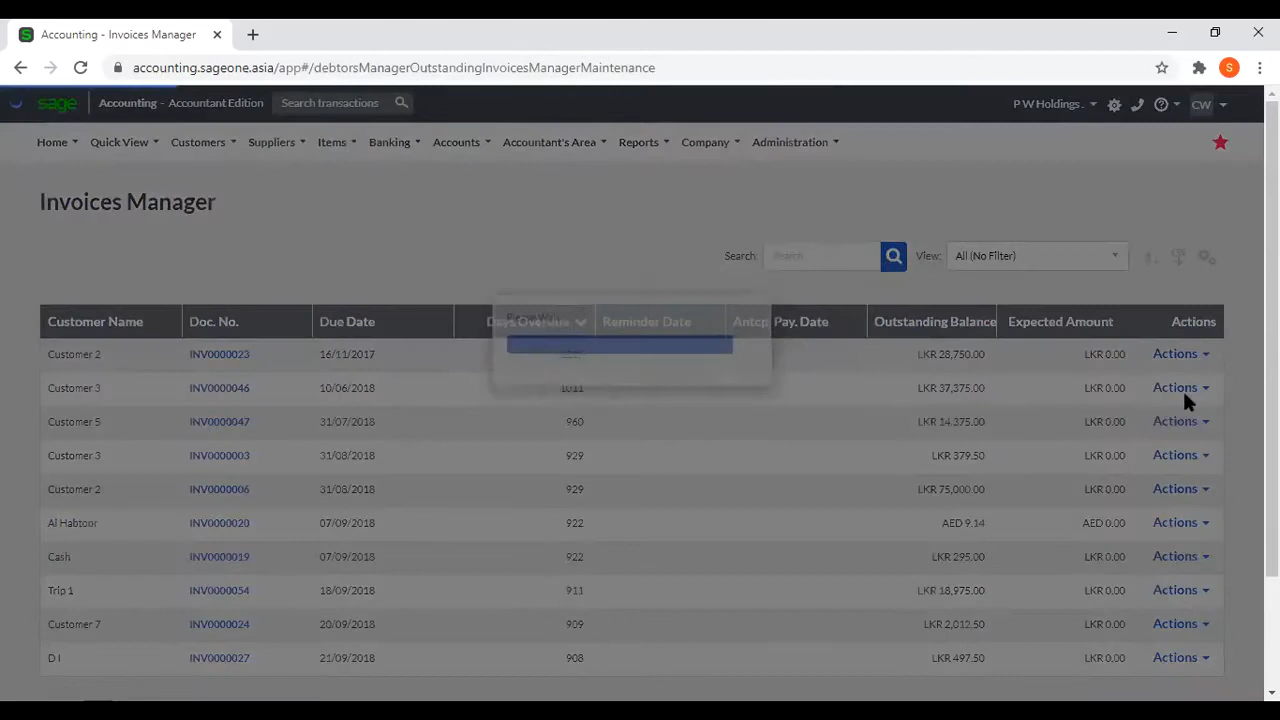 Accounting - Invoices Manager
accounting.sageone.asia/app#/debtorsManagerOutstandingInvoicesManagerMaintenance
S
sage Accounting - Accountant Edition Search transactions P W Holdings . CW
Home Quick View Customers Suppliers Items Banking Accounts Accountant's Area Reports Company Administration
Invoices Manager
Search: Search View: All (No Filter)
Please Wait
Customer Name Doc. No. Due Date Days Overdue Reminder Date Antcp. Pay. Date Outstanding Balance Expected Amount Actions
Customer 2 INV0000023 16/11/2017 LKR 28,750.00 LKR 0.00 Actions
Customer 3 INV0000046 10/06/2018 1011 LKR 37,375.00 LKR 0.00 Actions
Customer 5 INV0000047 31/07/2018 960 LKR 14,375.00 LKR 0.00 Actions
Customer 3 INV0000003 31/08/2018 929 LKR 379.50 LKR 0.00 Actions
Customer 2 INV0000006 31/08/2018 929 LKR 75,000.00 LKR 0.00 Actions
Al Habtoor INV0000020 07/09/2018 922 AED 9.14 AED 0.00 Actions
Cash INV0000019 07/09/2018 922 LKR 295.00 LKR 0.00 Actions
Trip 1 INV0000054 18/09/2018 911 LKR 18,975.00 LKR 0.00 Actions
Customer 7 INV0000024 20/09/2018 909 LKR 2,012.50 LKR 0.00 Actions
D I INV0000027 21/09/2018 908 LKR 497.50 LKR 0.00 Actions